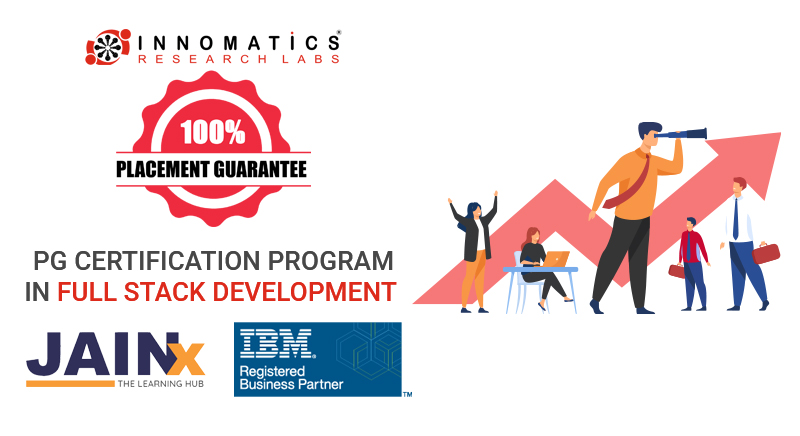 INNOMATICS®
RESEARCH LABS
100%
PLACEMENT GUARANTEE
PG CERTIFICATION PROGRAM
IN FULL STACK DEVELOPMENT
JAINx
THE LEARNING HUB
IBM®
Registered
Business Partner
TM